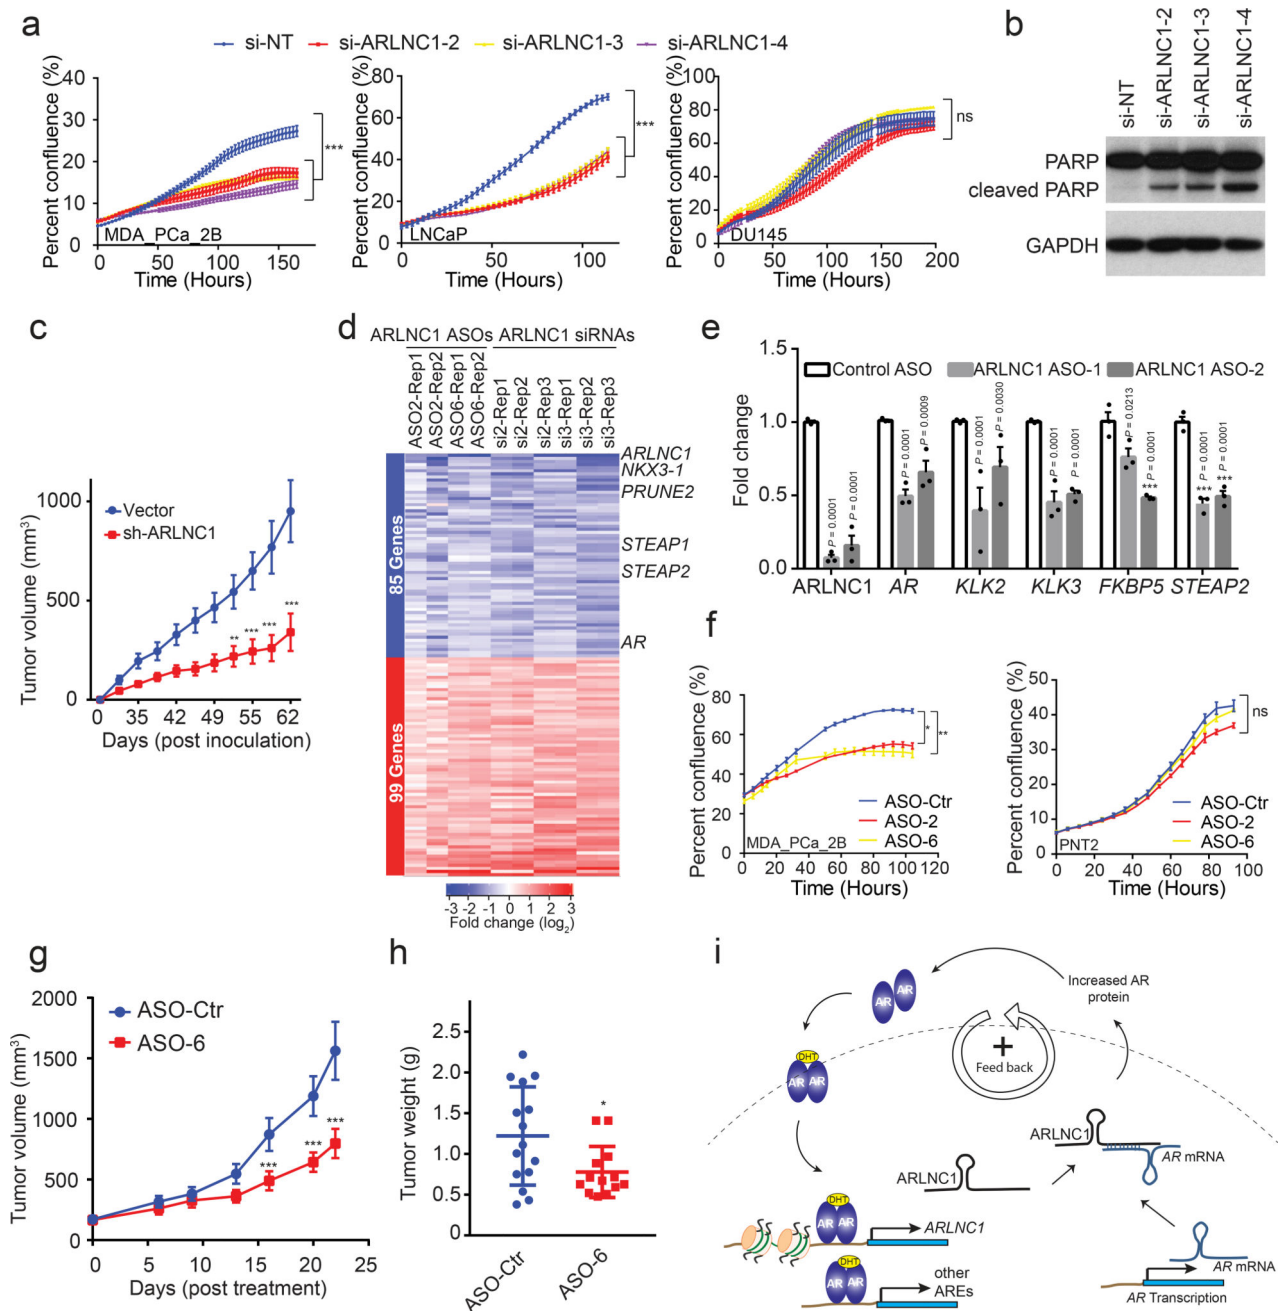 a
si-NT si-ARLNC1-2 si-ARLNC1-3 si-ARLNC1-4
Percent confluence (%)
40
30
20
10
0
***
MDA_PCa_2B
0 50 100 150
Time (Hours)
Percent confluence (%)
80
60
40
20
0
***
LNCaP
0 50 100
Time (Hours)
Percent confluence (%)
100
80
60
40
20
0
ns
DU145
0 50 100 150 200
Time (Hours)
b
si-NT
si-ARLNC1-2
si-ARLNC1-3
si-ARLNC1-4
PARP
cleaved PARP
GAPDH
c
Tumor volume (mm³)
1000
500
0
Vector
sh-ARLNC1
** *** *** ***
0 35 42 49 55 62
Days (post inoculation)
d
ARLNC1 ASOs ARLNC1 siRNAs
ASO2-Rep1
ASO2-Rep2
ASO6-Rep1
ASO6-Rep2
si2-Rep1
si2-Rep2
si2-Rep3
si3-Rep1
si3-Rep2
si3-Rep3
85 Genes
99 Genes
ARLNC1
NKX3-1
PRUNE2
STEAP1
STEAP2
AR
-3 -2 -1 0 1 2 3
Fold change (log₂)
e
Fold change
1.5
1.0
0.5
0.0
Control ASO ARLNC1 ASO-1 ARLNC1 ASO-2
P = 0.0001
P = 0.0001
P = 0.0001
P = 0.0009
P = 0.0001
P = 0.0030
P = 0.0001
P = 0.0001
P = 0.0213
P = 0.0001
***
P = 0.0001
***
P = 0.0001
***
ARLNC1 AR KLK2 KLK3 FKBP5 STEAP2
f
Percent confluence (%)
80
60
40
20
0
* **
ASO-Ctr
ASO-2
ASO-6
MDA_PCa_2B
0 20 40 60 80 100 120
Time (Hours)
Percent confluence (%)
50
40
30
20
10
0
ns
ASO-Ctr
ASO-2
ASO-6
PNT2
0 20 40 60 80 100
Time (Hours)
g
Tumor volume (mm³)
2000
1500
1000
500
0
ASO-Ctr
ASO-6
*** *** ***
0 5 10 15 20 25
Days (post treatment)
h
Tumor weight (g)
2.5
2.0
1.5
1.0
0.5
0
*
ASO-Ctr
ASO-6
i
Increased AR
protein
AR AR
+
Feed back
DHT
AR AR
ARLNC1
AR mRNA
ARLNC1
DHT
AR AR
ARLNC1
DHT
AR AR
other
AREs
AR mRNA
AR Transcription